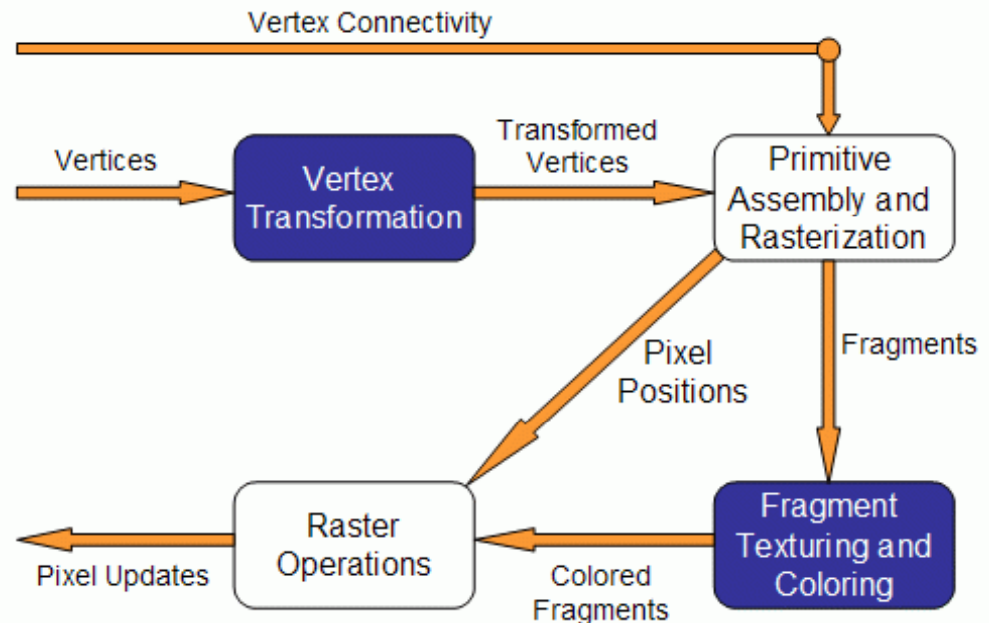 Vertex Connectivity
Vertices
Vertex
Transformation
Transformed
Vertices
Primitive
Assembly and
Rasterization
Pixel
Positions
Fragments
Fragment
Texturing and
Coloring
Colored
Fragments
Raster
Operations
Pixel Updates